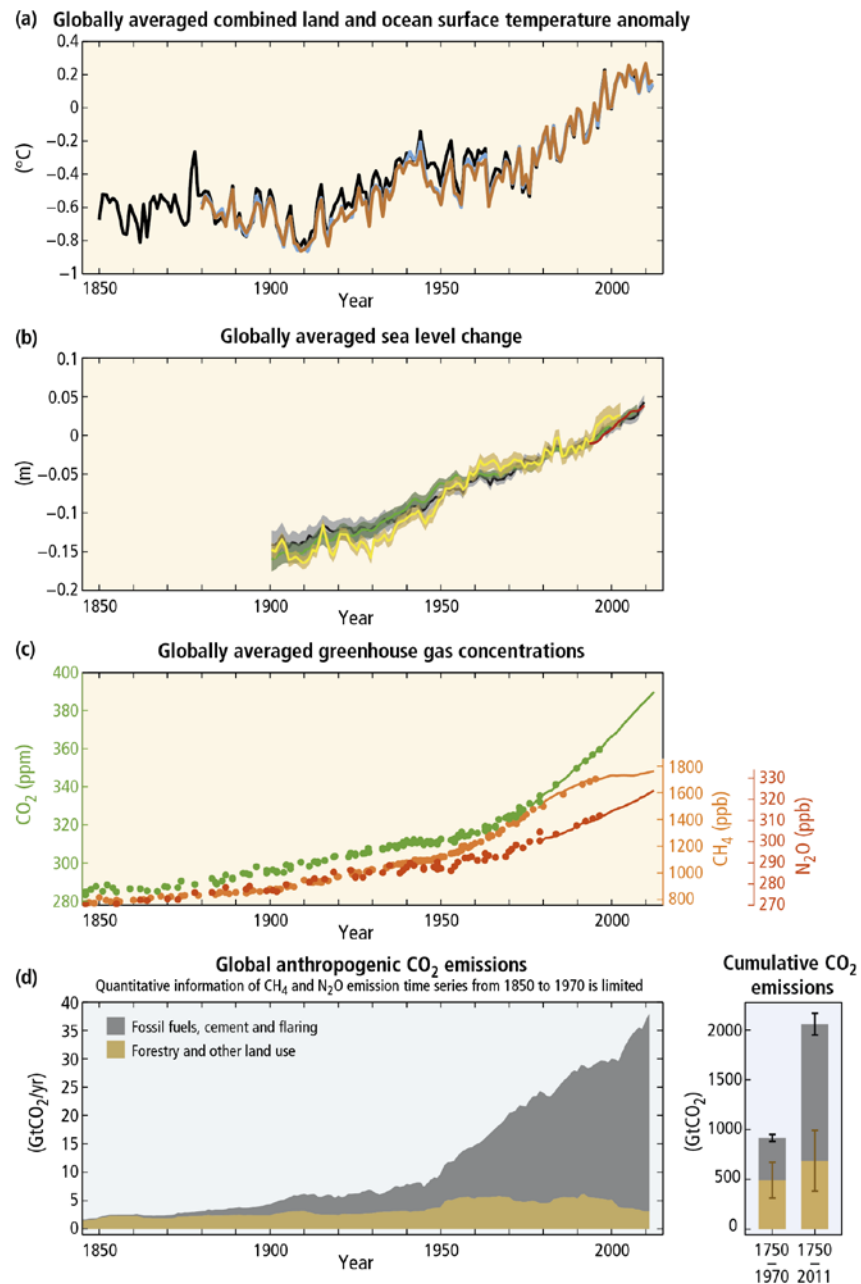 (a) Globally averaged combined land and ocean surface temperature anomaly
0.4
0.2
0
−0.2
−0.4
−0.6
−0.8
−1
(°C)
1850 1900 1950 2000
Year
(b) Globally averaged sea level change
0.1
0.05
0
−0.05
−0.1
−0.15
−0.2
(m)
1850 1900 1950 2000
Year
(c) Globally averaged greenhouse gas concentrations
400
380
360
340
320
300
280
CO₂ (ppm)
1800
1600
1400
1200
1000
800
CH₄ (ppb)
330
320
310
300
290
280
270
N₂O (ppb)
1850 1900 1950 2000
Year
(d) Global anthropogenic CO₂ emissions
Quantitative information of CH₄ and N₂O emission time series from 1850 to 1970 is limited
40
35
30
25
20
15
10
5
0
(GtCO₂/yr)
Fossil fuels, cement and flaring
Forestry and other land use
1850 1900 1950 2000
Year
Cumulative CO₂
emissions
2000
1500
1000
500
0
(GtCO₂)
1750 1750
– –
1970 2011